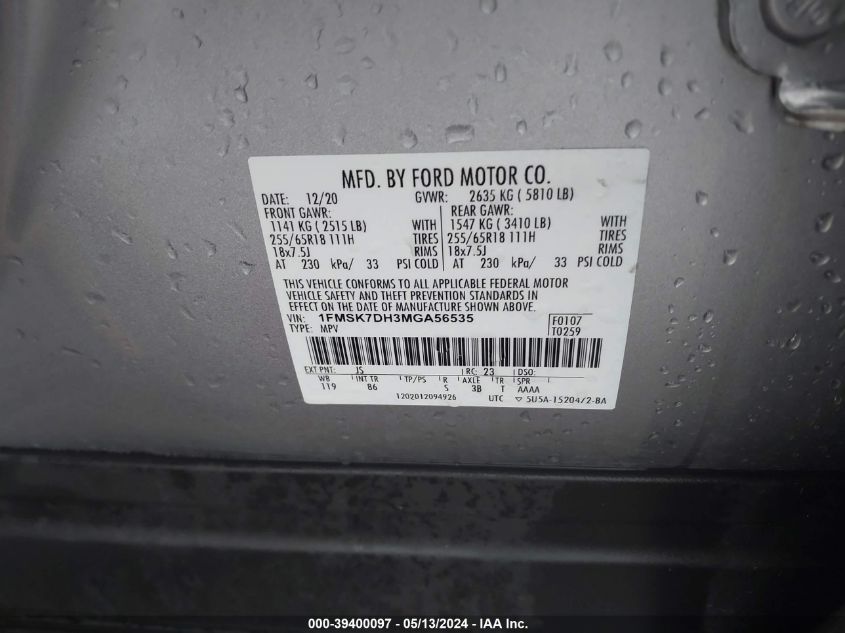 MFD. BY FORD MOTOR CO.
DATE: 12/20 GVWR: 2635 KG ( 5810 LB)
FRONT GAWR: REAR GAWR:
1141 KG ( 2515 LB) WITH 1547 KG ( 3410 LB) WITH
255/65R18 111H TIRES 255/65R18 111H TIRES
18x7.5J RIMS 18x7.5J RIMS
AT 230 kPa/ 33 PSI COLD AT 230 kPa/ 33 PSI COLD
THIS VEHICLE CONFORMS TO ALL APPLICABLE FEDERAL MOTOR
VEHICLE SAFETY AND THEFT PREVENTION STANDARDS IN
EFFECT ON THE DATE OF MANUFACTURE SHOWN ABOVE.
VIN: 1FMSK7DH3MGA56535 F0107
TYPE: MPV T0259
EXT PNT: JS RC: 23 DSO:
WB INT TR TP/PS R AXLE TR SPR
119 86 S 3B T AAAA
1202012094926 UTC ▽ 5U5A-15204/2-BA
000-39400097 - 05/13/2024 - IAA Inc.